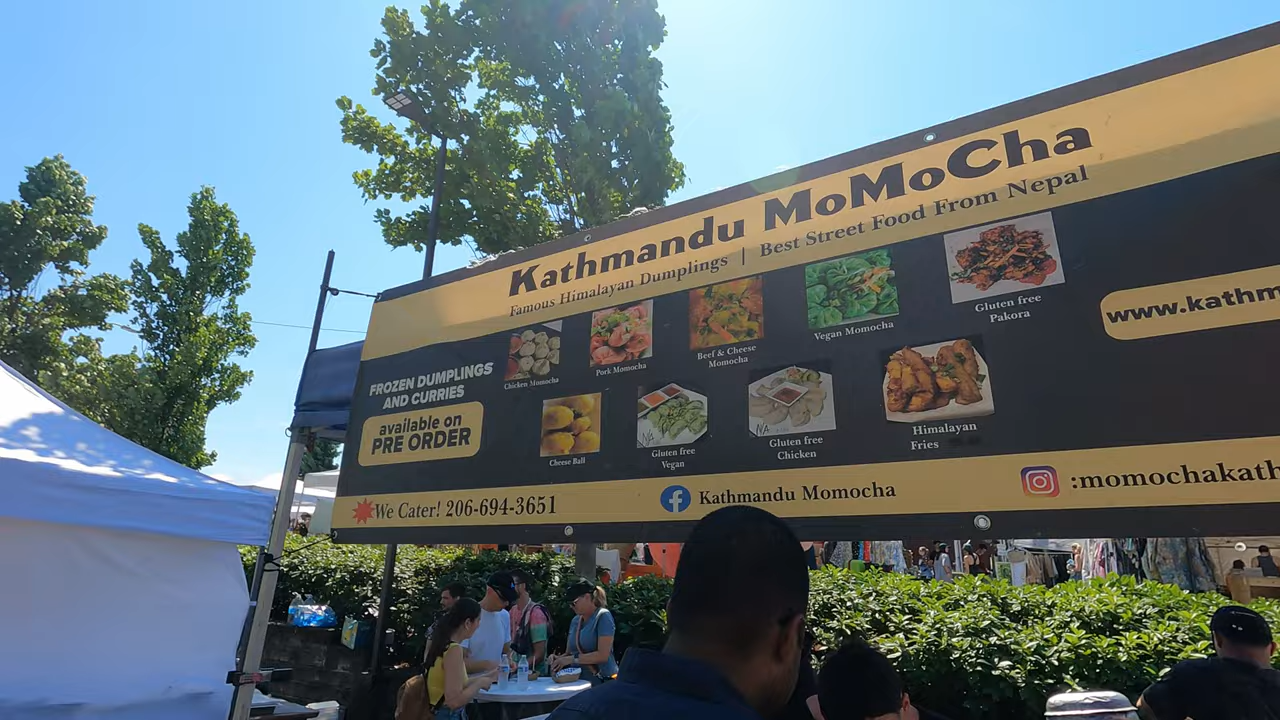 Kathmandu MoMoCha
Famous Himalayan Dumplings | Best Street Food From Nepal
FROZEN DUMPLINGS
AND CURRIES
available on
PRE ORDER
Chicken Momocha
Pork Momocha
Beef & Cheese
Momocha
Vegan Momocha
Gluten free
Pakora
www.kathm
Cheese Ball
Gluten free
Vegan
Gluten free
Chicken
Himalayan
Fries
We Cater! 206-694-3651
Kathmandu Momocha
:momochakath